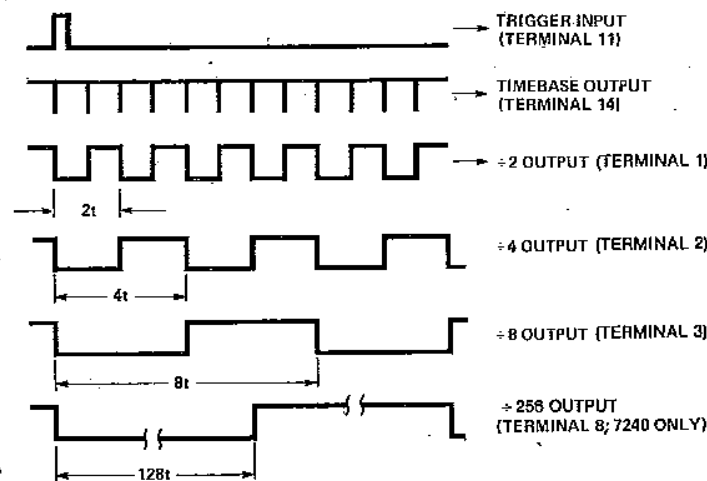 TRIGGER INPUT
(TERMINAL 11)
TIMEBASE OUTPUT
(TERMINAL 14)
÷2 OUTPUT (TERMINAL 1)
2t
÷4 OUTPUT (TERMINAL 2)
4t
÷8 OUTPUT (TERMINAL 3)
8t
÷256 OUTPUT
(TERMINAL 8; 7240 ONLY)
128t